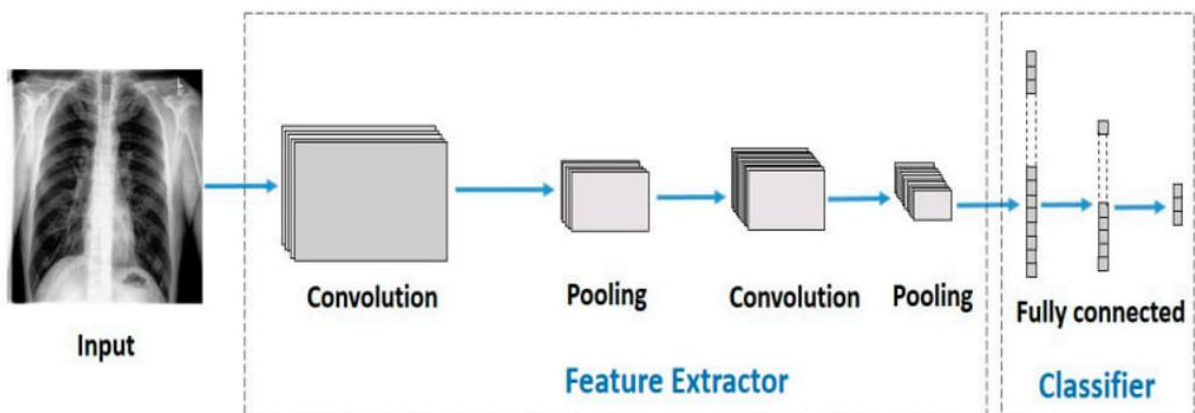 Input
Convolution
Pooling
Convolution
Pooling
Feature Extractor
Fully connected
Classifier